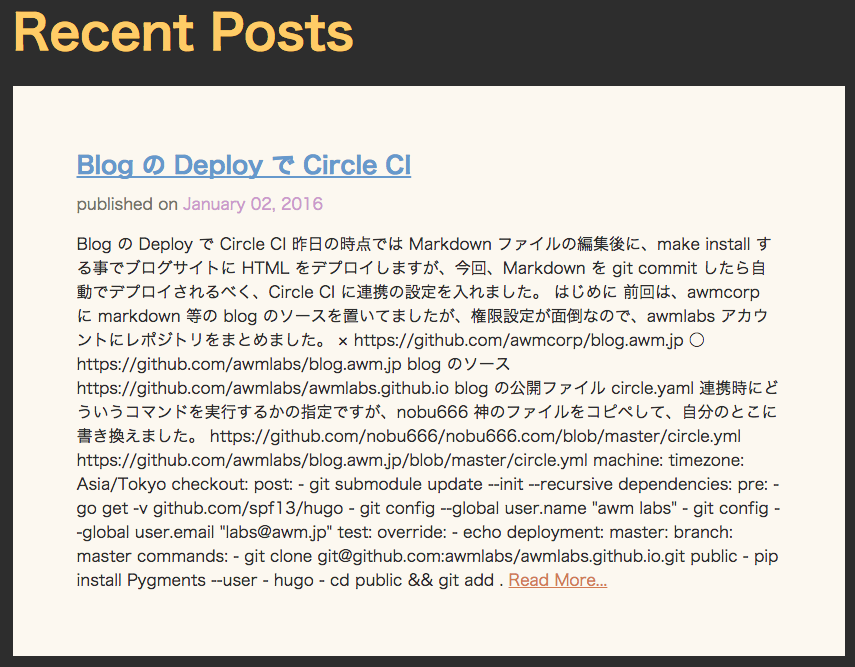 Recent Posts
Blog の Deploy で Circle CI
published on January 02, 2016
Blog の Deploy で Circle CI 昨日の時点では Markdown ファイルの編集後に、make install す
る事でブログサイトに HTML をデプロイしますが、今回、Markdown を git commit したら自
動でデプロイされるべく、Circle CI に連携の設定を入れました。 はじめに 前回は、awmcorp
に markdown 等の blog のソースを置いてましたが、権限設定が面倒なので、awmlabs アカウ
ントにレポジトリをまとめました。 × https://github.com/awmcorp/blog.awm.jp ○
https://github.com/awmlabs/blog.awm.jp blog のソース
https://github.com/awmlabs/awmlabs.github.io blog の公開ファイル circle.yaml 連携時にど
ういうコマンドを実行するかの指定ですが、nobu666 神のファイルをコピペして、自分のとこに
書き換えました。 https://github.com/nobu666/nobu666.com/blob/master/circle.yml
https://github.com/awmlabs/blog.awm.jp/blob/master/circle.yml machine: timezone:
Asia/Tokyo checkout: post: - git submodule update --init --recursive dependencies: pre: -
go get -v github.com/spf13/hugo - git config --global user.name "awm labs" - git config -
-global user.email "labs@awm.jp" test: override: - echo deployment: master: branch:
master commands: - git clone git@github.com:awmlabs/awmlabs.github.io.git public - pip
install Pygments --user - hugo - cd public && git add . Read More...